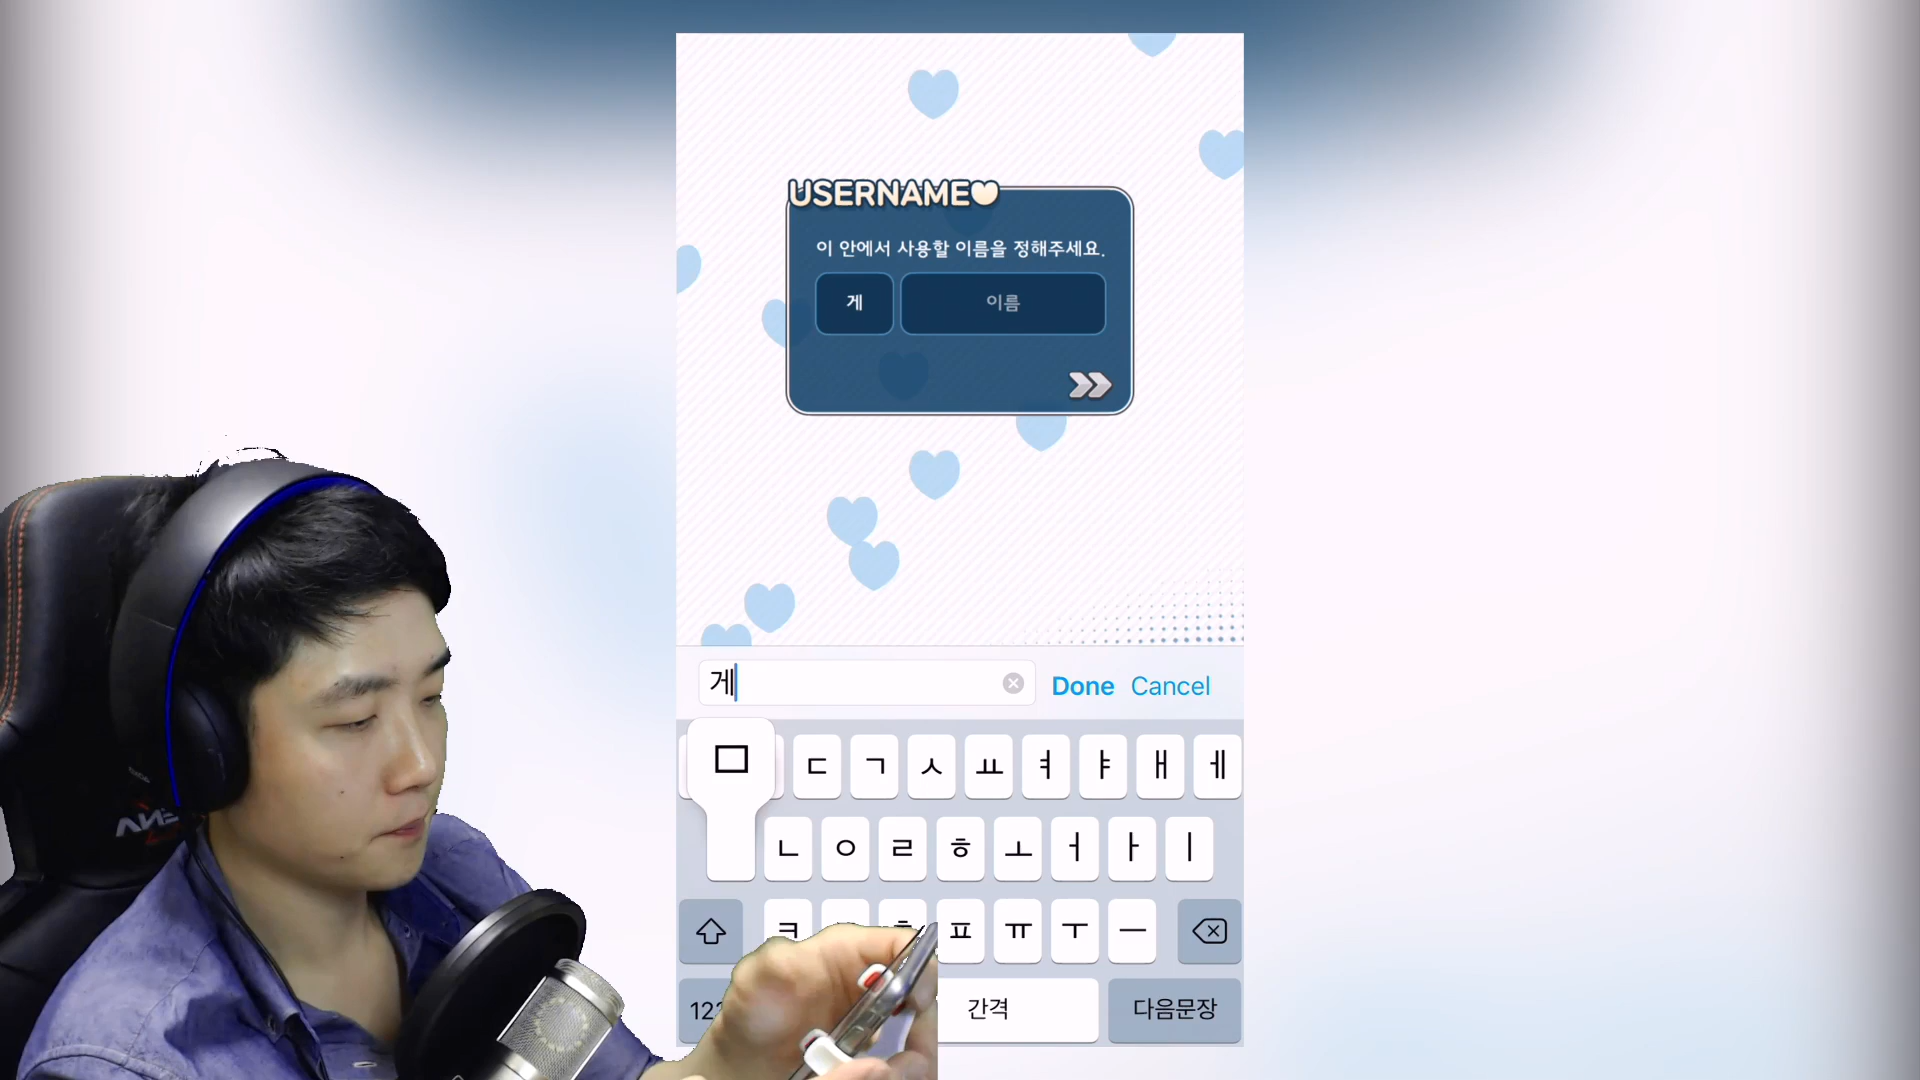 USERNAME
이 안에서 사용할 이름을 정해주세요.
게 이름
게 Done Cancel
ㅁ ㄷ ㄱ ㅅ ㅛ ㅕ ㅑ ㅐ ㅔ
ㄴ ㅇ ㄹ ㅎ ㅗ ㅓ ㅏ ㅣ
ㅋ ㅍ ㅠ ㅜ ㅡ
간격 다음문장